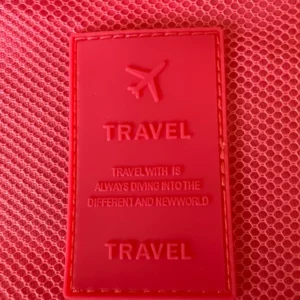 TRAVEL
TRAVEL WITH IS
ALWAYS DIVING INTO THE
DIFFERENT AND NEWWORLD
TRAVEL